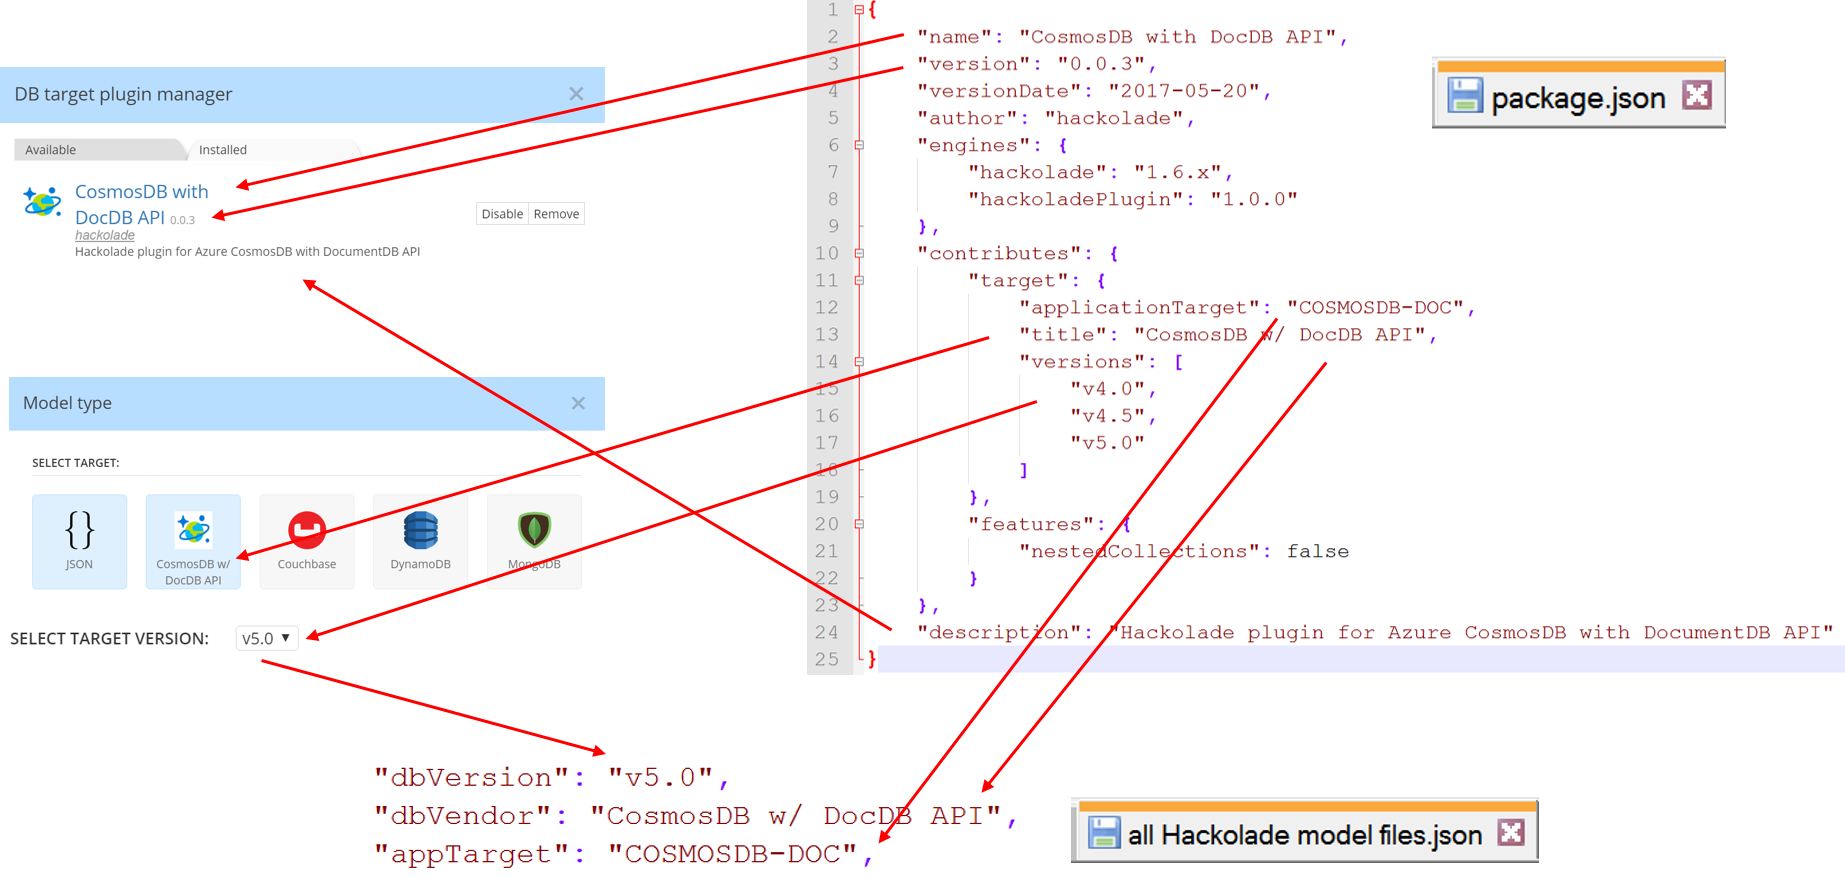 DB target plugin manager
Available
Installed
CosmosDB with
DocDB API 0.0.3
hackolade
Hackolade plugin for Azure CosmosDB with DocumentDB API
Disable
Remove
Model type
SELECT TARGET:
JSON
CosmosDB w/
DocDB API
Couchbase
DynamoDB
MongoDB
SELECT TARGET VERSION:
v5.0
1 {
2 "name": "CosmosDB with DocDB API",
3 "version": "0.0.3",
4 "versionDate": "2017-05-20",
5 "author": "hackolade",
6 "engines": {
7 "hackolade": "1.6.x",
8 "hackoladePlugin": "1.0.0"
9 },
10 "contributes": {
11 "target": {
12 "applicationTarget": "COSMOSDB-DOC",
13 "title": "CosmosDB w/ DocDB API",
14 "versions": [
15 "v4.0",
16 "v4.5",
17 "v5.0"
18 ]
19 },
20 "features": {
21 "nestedCollections": false
22 }
23 },
24 "description": "Hackolade plugin for Azure CosmosDB with DocumentDB API"
25 }
package.json
"dbVersion": "v5.0",
"dbVendor": "CosmosDB w/ DocDB API",
"appTarget": "COSMOSDB-DOC",
all Hackolade model files.json